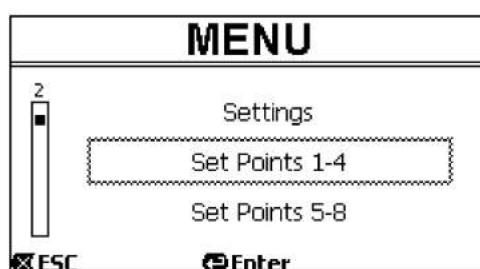 MENU
2
Settings
Set Points 1-4
Set Points 5-8
ESC Enter